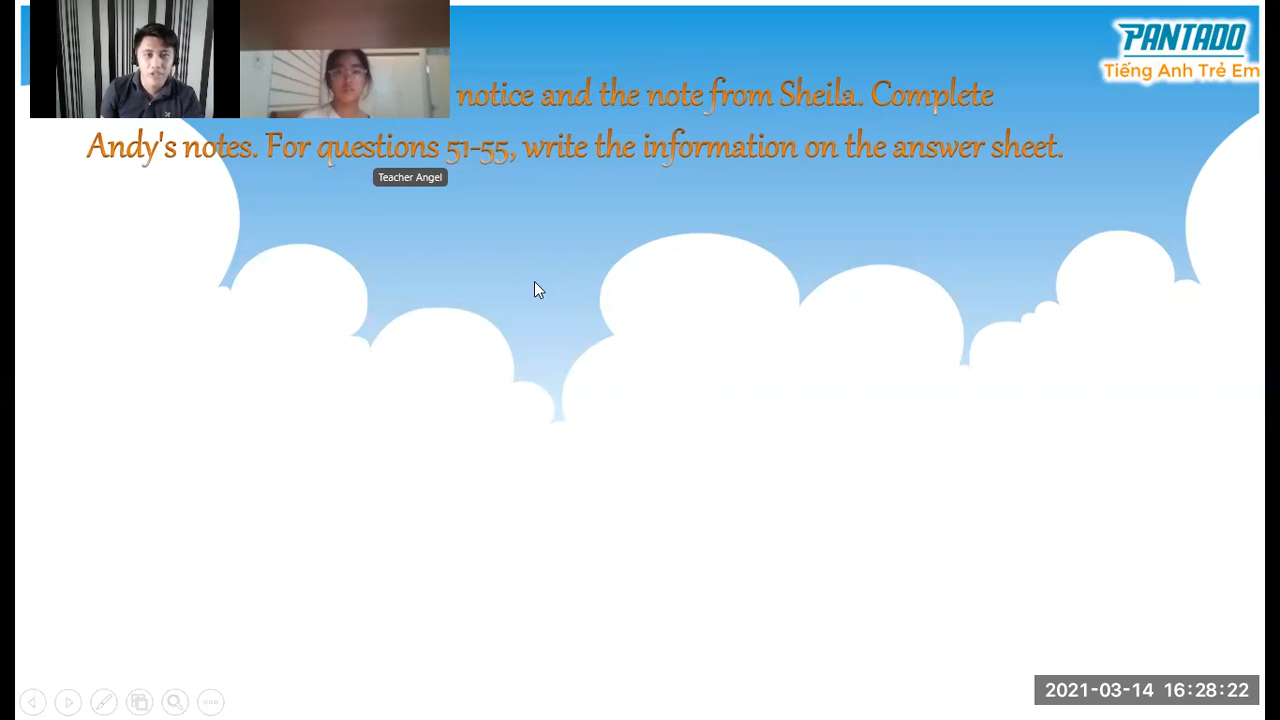 PANTADO
Tiếng Anh Trẻ Em
notice and the note from Sheila. Complete
Andy's notes. For questions 51-55, write the information on the answer sheet.
Teacher Angel
2021-03-14 16:28:22